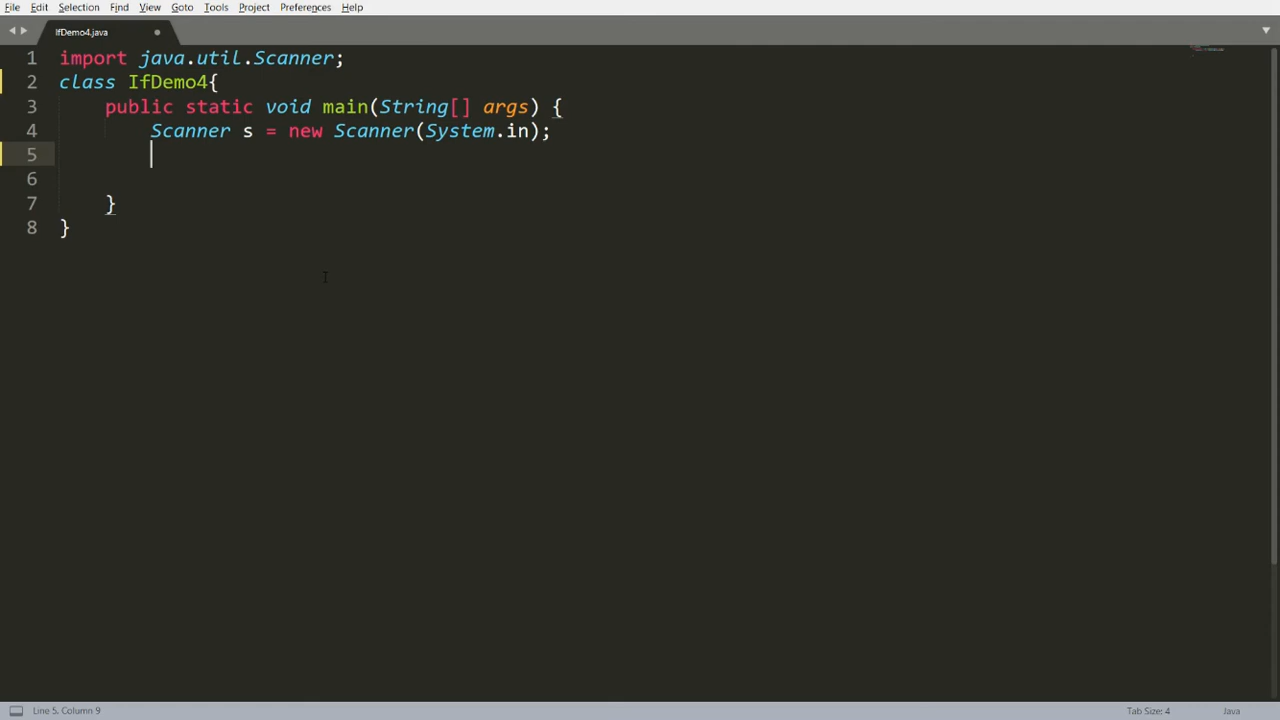 File Edit Selection Find View Goto Tools Project Preferences Help
IfDemo4.java
1 import java.util.Scanner;
2 class IfDemo4{
3 public static void main(String[] args) {
4 Scanner s = new Scanner(System.in);
5
6
7 }
8 }
Line 5, Column 9 Tab Size: 4 Java